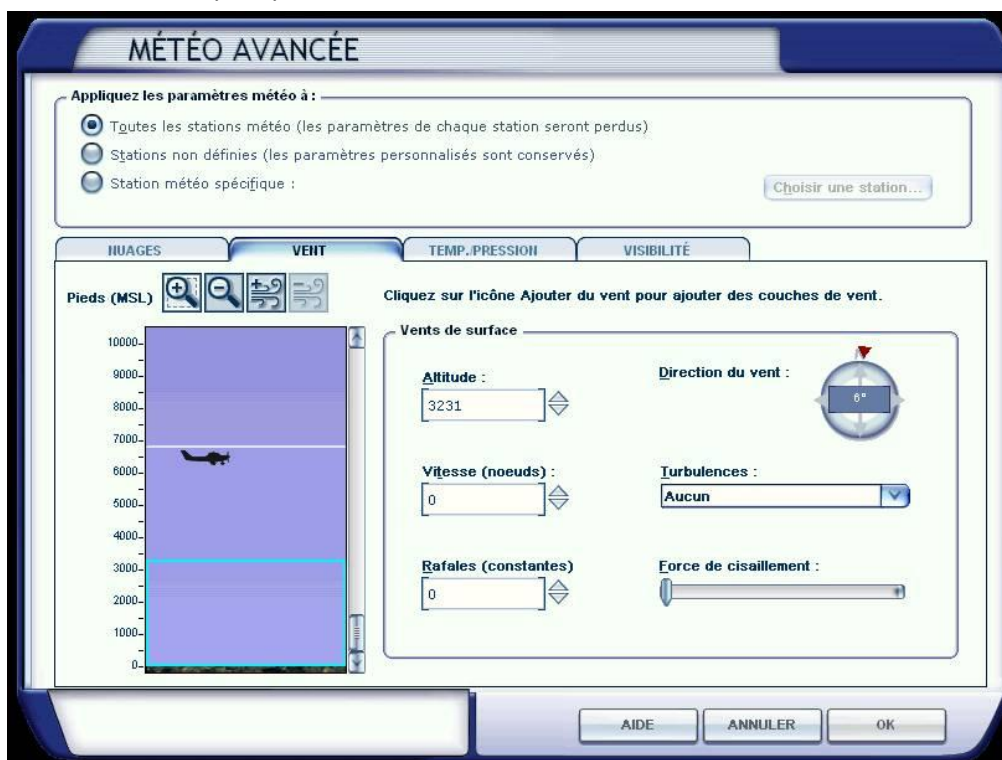 MÉTÉO AVANCÉE
Appliquez les paramètres météo à :
Toutes les stations météo (les paramètres de chaque station seront perdus)
Stations non définies (les paramètres personnalisés sont conservés)
Station météo spécifique :
Choisir une station...
NUAGES VENT TEMP./PRESSION VISIBILITÉ
Pieds (MSL)
Cliquez sur l'icône Ajouter du vent pour ajouter des couches de vent.
10000
9000
8000
7000
6000
5000
4000
3000
2000
1000
0
Vents de surface
Altitude :
3231
Direction du vent :
6°
Vitesse (noeuds) :
0
Turbulences :
Aucun
Rafales (constantes)
0
Force de cisaillement :
AIDE ANNULER OK